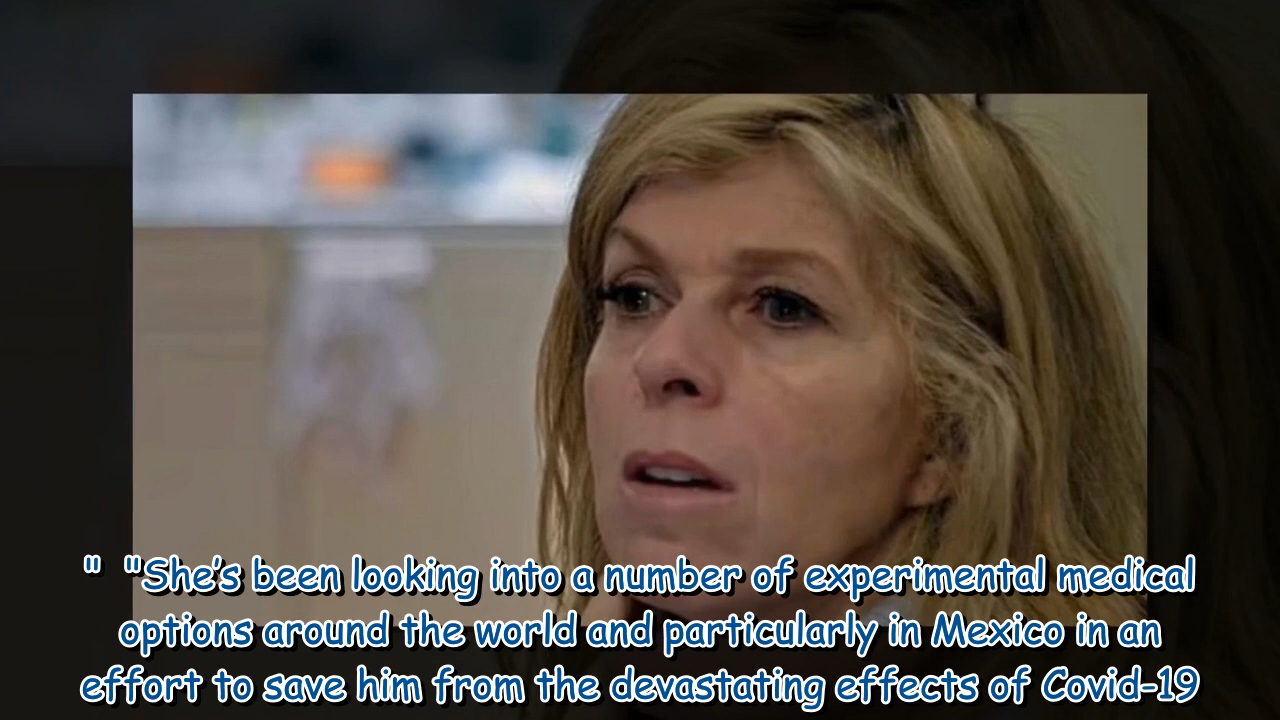 " "She’s been looking into a number of experimental medical
options around the world and particularly in Mexico in an
effort to save him from the devastating effects of Covid-19